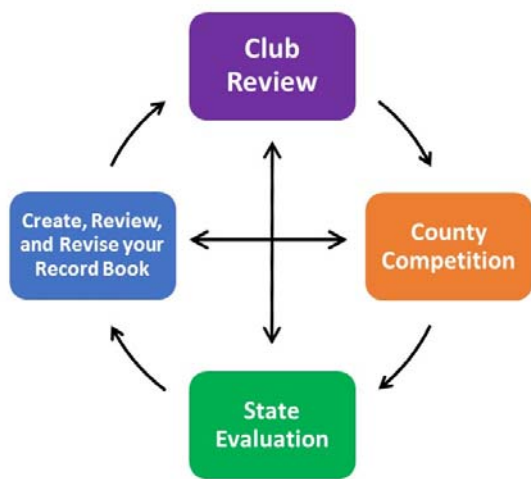 Club
Review
Create, Review,
and Revise your
Record Book
County
Competition
State
Evaluation